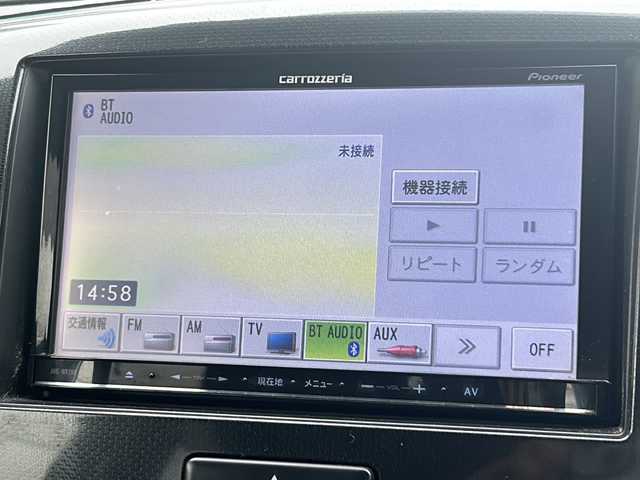 carrozzeria
Pioneer
BT
AUDIO
未接続
機器接続
リピート
ランダム
14:58
交通情報
FM
AM
TV
BT AUDIO
AUX
OFF
現在地
メニュー
VOL
AV